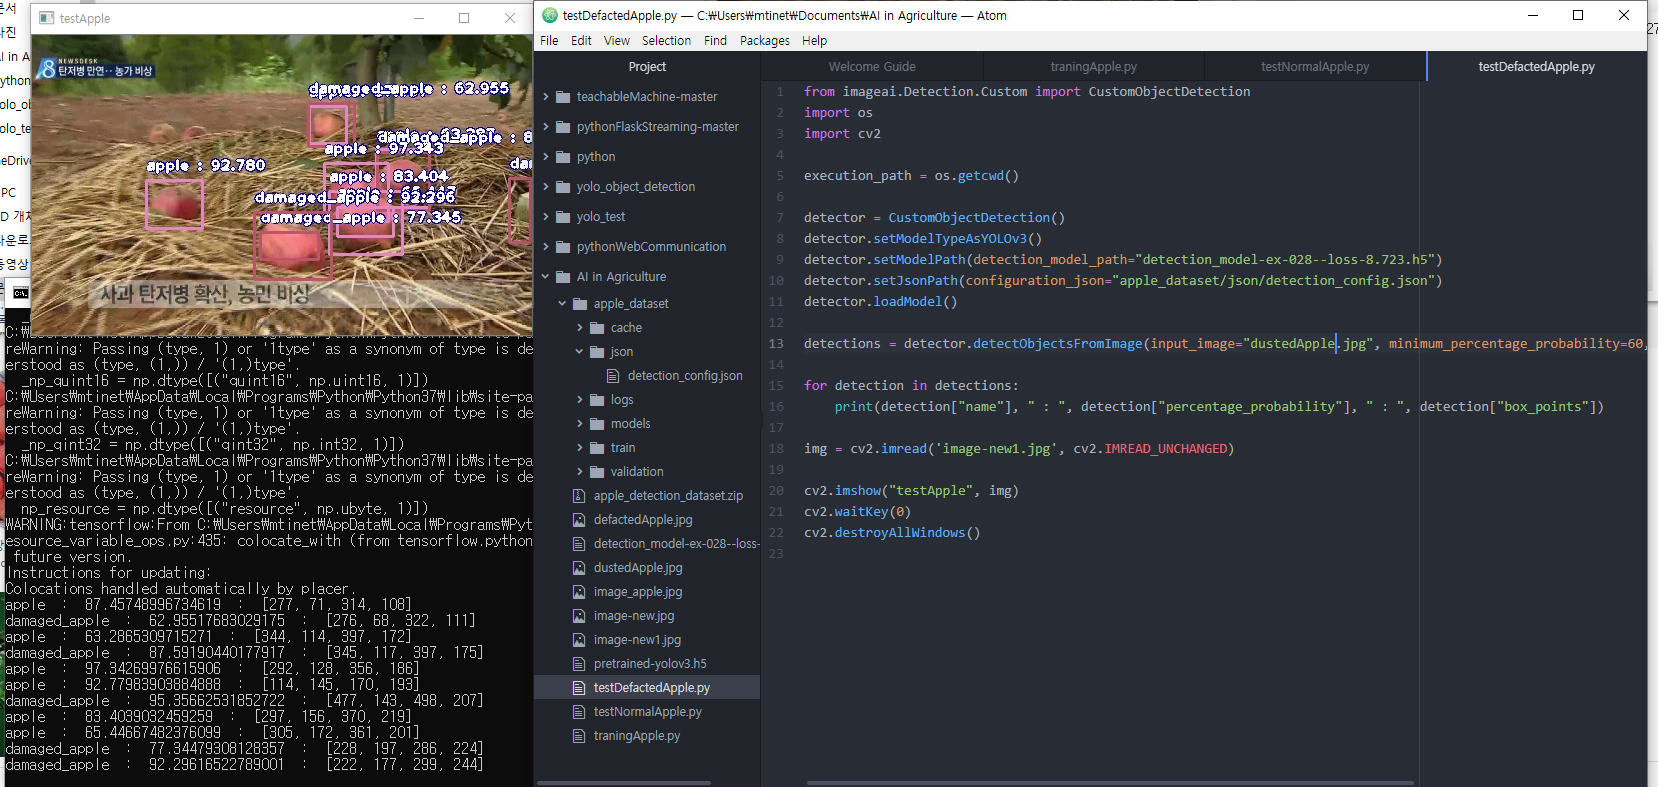 testApple
NEWSDESK
A8 탄저병 만연·· 농가 비상
damaged_apple : 62.955
damaged_apple : 8
apple : 97.343
apple : 92.780
apple : 83.404
damaged_apple : 92.296
damaged_apple : 77.345
사과 탄저병 확산, 농민 비상
reWarning: Passing (type, 1) or '1type' as a synonym of type is de
erstood as (type, (1,)) / '(1,)type'.
_np_quint16 = np.dtype([("quint16", np.uint16, 1)])
C:₩Users₩mtinet₩AppData₩Local₩Programs₩Python₩Python37₩lib₩site-pa
reWarning: Passing (type, 1) or '1type' as a synonym of type is de
erstood as (type, (1,)) / '(1,)type'.
_np_qint32 = np.dtype([("qint32", np.int32, 1)])
C:₩Users₩mtinet₩AppData₩Local₩Programs₩Python₩Python37₩lib₩site-pa
reWarning: Passing (type, 1) or '1type' as a synonym of type is de
erstood as (type, (1,)) / '(1,)type'.
np_resource = np.dtype([("resource", np.ubyte, 1)])
WARNING:tensorflow:From C:₩Users₩mtinet₩AppData₩Local₩Programs₩Pyt
esource_variable_ops.py:435: colocate_with (from tensorflow.python
future version.
Instructions for updating:
Colocations handled automatically by placer.
apple : 87.45748996734619 : [277, 71, 314, 108]
damaged_apple : 62.95517683029175 : [276, 68, 322, 111]
apple : 63.2865309715271 : [344, 114, 397, 172]
damaged_apple : 87.59190440177917 : [345, 117, 397, 175]
apple : 97.34269976615906 : [292, 128, 356, 186]
apple : 92.77983903884888 : [114, 145, 170, 193]
damaged_apple : 95.35662531852722 : [477, 143, 498, 207]
apple : 83.4039032459259 : [297, 156, 370, 219]
apple : 65.44667482376099 : [305, 172, 361, 201]
damaged_apple : 77.34479308128357 : [228, 197, 286, 224]
damaged_apple : 92.29616522789001 : [222, 177, 299, 244]
testDefactedApple.py — C:₩Users₩mtinet₩Documents₩AI in Agriculture — Atom
File Edit View Selection Find Packages Help
Project
teachableMachine-master
pythonFlaskStreaming-master
python
yolo_object_detection
yolo_test
pythonWebCommunication
AI in Agriculture
apple_dataset
cache
json
detection_config.json
logs
models
train
validation
apple_detection_dataset.zip
defactedApple.jpg
detection_model-ex-028--loss-
dustedApple.jpg
image_apple.jpg
image-new.jpg
image-new1.jpg
pretrained-yolov3.h5
testDefactedApple.py
testNormalApple.py
traningApple.py
Welcome Guide traningApple.py testNormalApple.py testDefactedApple.py
1 from imageai.Detection.Custom import CustomObjectDetection
2 import os
3 import cv2
4
5 execution_path = os.getcwd()
6
7 detector = CustomObjectDetection()
8 detector.setModelTypeAsYOLOv3()
9 detector.setModelPath(detection_model_path="detection_model-ex-028--loss-8.723.h5")
10 detector.setJsonPath(configuration_json="apple_dataset/json/detection_config.json")
11 detector.loadModel()
12
13 detections = detector.detectObjectsFromImage(input_image="dustedApple.jpg", minimum_percentage_probability=60,
14
15 for detection in detections:
16 print(detection["name"], " : ", detection["percentage_probability"], " : ", detection["box_points"])
17
18 img = cv2.imread('image-new1.jpg', cv2.IMREAD_UNCHANGED)
19
20 cv2.imshow("testApple", img)
21 cv2.waitKey(0)
22 cv2.destroyAllWindows()
23